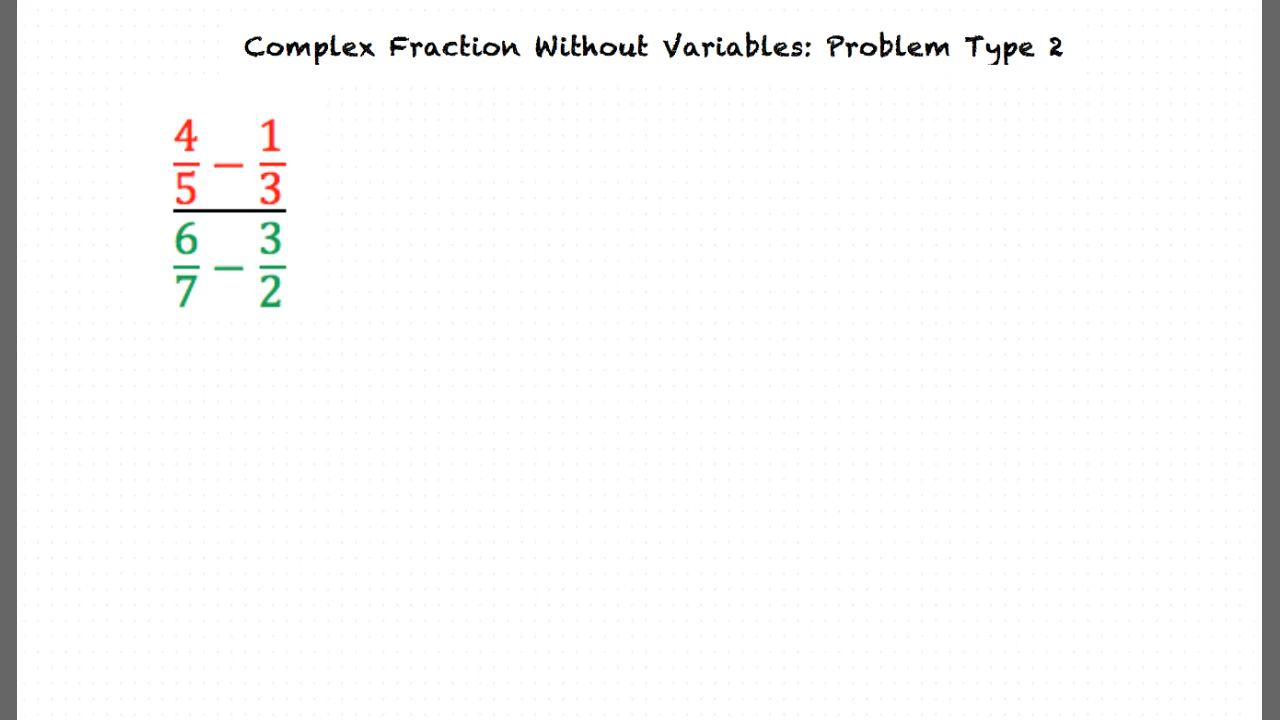 Complex Fraction Without Variables: Problem Type 2
4/5 − 1/3
6/7 − 3/2